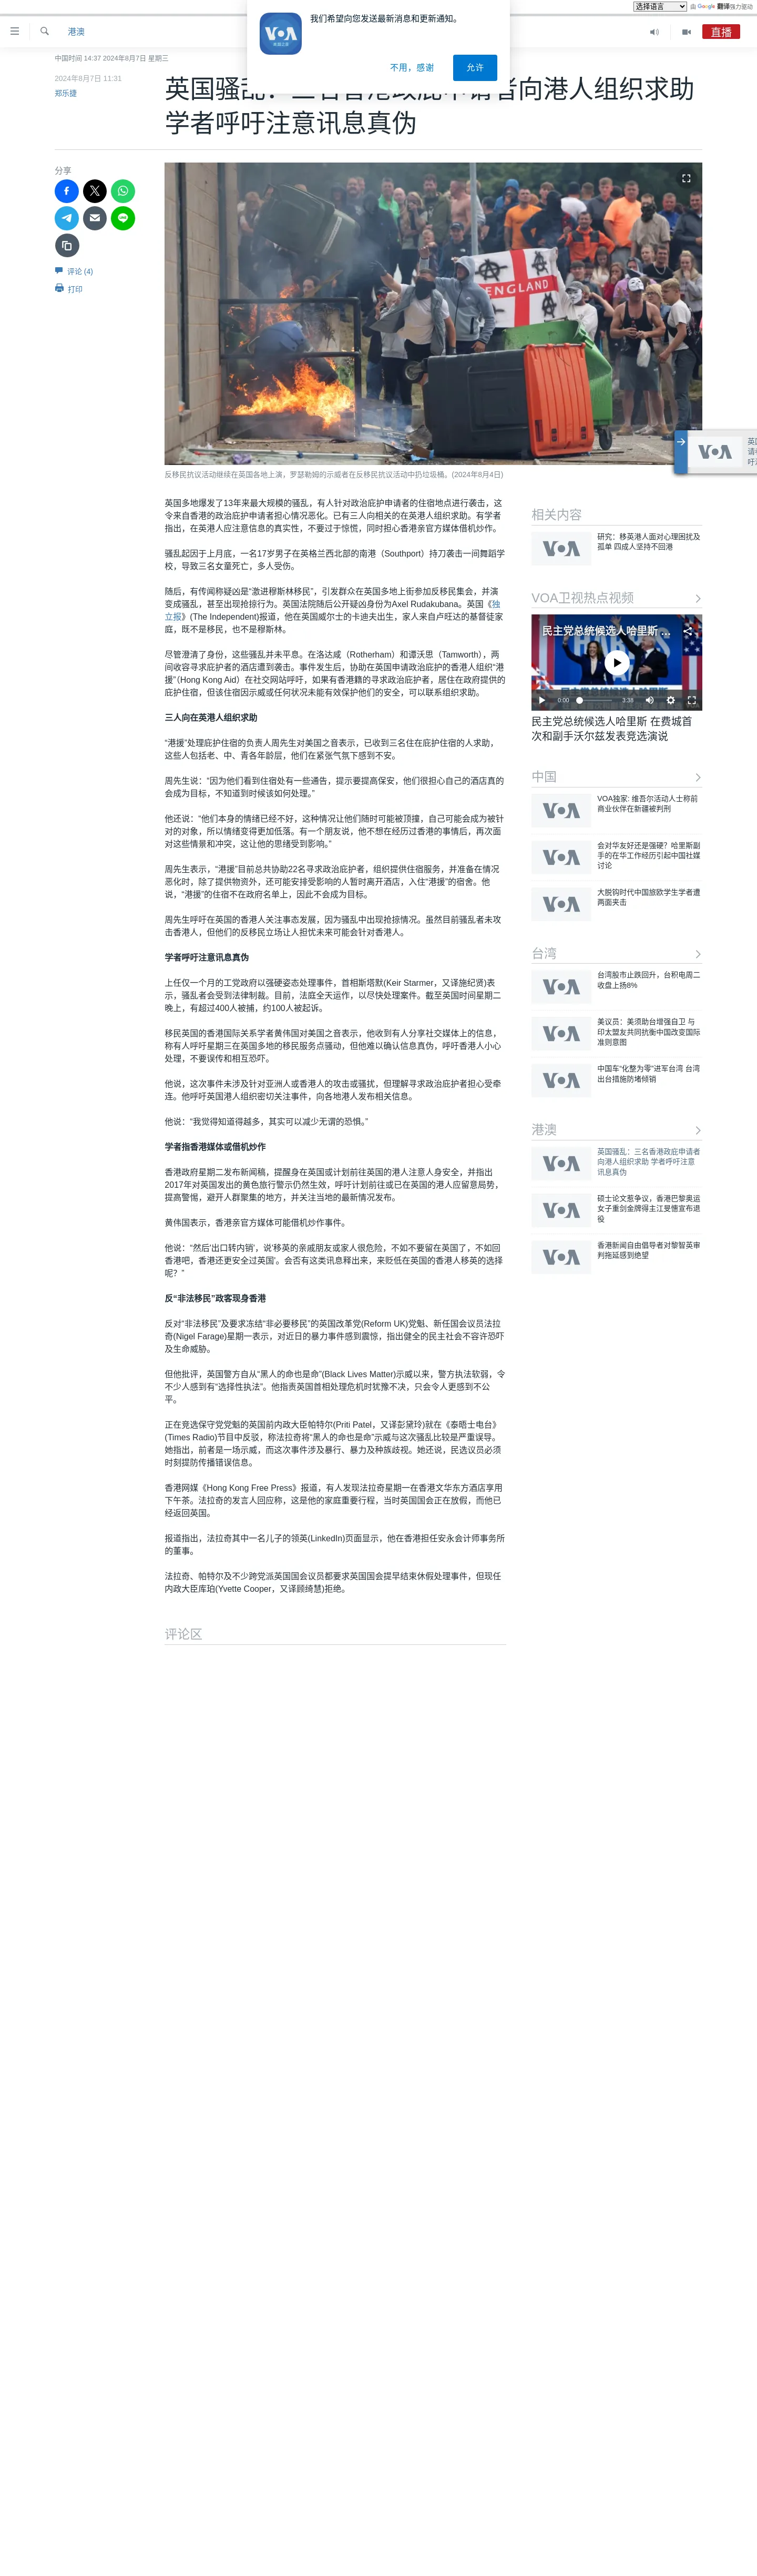 选择语言
由 Google 翻译强力驱动
我们希望向您发送最新消息和更新通知。
VOA
不用，感谢
允许
港澳
直播
中国时间 14:37 2024年8月7日 星期三
2024年8月7日 11:31
郑乐捷
英国骚乱：三名香港政庇申请者向港人组织求助
学者呼吁注意讯息真伪
分享
评论 (4)
打印
ENGLAND
反移民抗议活动继续在英国各地上演，罗瑟勒姆的示威者在反移民抗议活动中扔垃圾桶。(2024年8月4日)
英国多地爆发了13年来最大规模的骚乱，有人针对政治庇护申请者的住宿地点进行袭击，这
令来自香港的政治庇护申请者担心情况恶化。已有三人向相关的在英港人组织求助。有学者
指出，在英港人应注意信息的真实性，不要过于惊慌，同时担心香港亲官方媒体借机炒作。
骚乱起因于上月底，一名17岁男子在英格兰西北部的南港（Southport）持刀袭击一间舞蹈学
校，导致三名女童死亡，多人受伤。
随后，有传闻称疑凶是“激进穆斯林移民”，引发群众在英国多地上街参加反移民集会，并演
变成骚乱，甚至出现抢掠行为。英国法院随后公开疑凶身份为Axel Rudakubana。英国《独
立报》(The Independent)报道，他在英国威尔士的卡迪夫出生，家人来自卢旺达的基督徒家
庭，既不是移民，也不是穆斯林。
尽管澄清了身份，这些骚乱并未平息。在洛达咸（Rotherham）和谭沃思（Tamworth），两
间收容寻求庇护者的酒店遭到袭击。事件发生后，协助在英国申请政治庇护的香港人组织“港
援”（Hong Kong Aid）在社交网站呼吁，如果有香港籍的寻求政治庇护者，居住在政府提供的
庇护住宿，但该住宿因示威或任何状况未能有效保护他们的安全，可以联系组织求助。
三人向在英港人组织求助
“港援”处理庇护住宿的负责人周先生对美国之音表示，已收到三名住在庇护住宿的人求助，
这些人包括老、中、青各年龄层，他们在紧张气氛下感到不安。
周先生说：“因为他们看到住宿处有一些通告，提示要提高保安，他们很担心自己的酒店真的
会成为目标，不知道到时候该如何处理。”
他还说：“他们本身的情绪已经不好，这种情况让他们随时可能被顶撞，自己可能会成为被针
对的对象，所以情绪变得更加低落。有一个朋友说，他不想在经历过香港的事情后，再次面
对这些情景和冲突，这让他的思绪受到影响。”
周先生表示，“港援”目前总共协助22名寻求政治庇护者，组织提供住宿服务，并准备在情况
恶化时，除了提供物资外，还可能安排受影响的人暂时离开酒店，入住“港援”的宿舍。他
说，“港援”的住宿不在政府名单上，因此不会成为目标。
周先生呼吁在英国的香港人关注事态发展，因为骚乱中出现抢掠情况。虽然目前骚乱者未攻
击香港人，但他们的反移民立场让人担忧未来可能会针对香港人。
学者呼吁注意讯息真伪
上任仅一个月的工党政府以强硬姿态处理事件，首相斯塔默(Keir Starmer，又译施纪贤)表
示，骚乱者会受到法律制裁。目前，法庭全天运作，以尽快处理案件。截至英国时间星期二
晚上，有超过400人被捕，约100人被起诉。
移民英国的香港国际关系学者黄伟国对美国之音表示，他收到有人分享社交媒体上的信息，
称有人呼吁星期三在英国多地的移民服务点骚动，但他难以确认信息真伪，呼吁香港人小心
处理，不要误传和相互恐吓。
他说，这次事件未涉及针对亚洲人或香港人的攻击或骚扰，但理解寻求政治庇护者担心受牵
连。他呼吁英国港人组织密切关注事件，向各地港人发布相关信息。
他说：“我觉得知道得越多，其实可以减少无谓的恐惧。”
学者指香港媒体或借机炒作
香港政府星期二发布新闻稿，提醒身在英国或计划前往英国的港人注意人身安全，并指出
2017年对英国发出的黄色旅行警示仍然生效，呼吁计划前往或已在英国的港人应留意局势，
提高警惕，避开人群聚集的地方，并关注当地的最新情况发布。
黄伟国表示，香港亲官方媒体可能借机炒作事件。
他说：“然后‘出口转内销’，说‘移英的亲戚朋友或家人很危险，不如不要留在英国了，不如回
香港吧，香港还更安全过英国’。会否有这类讯息释出来，来贬低在英国的香港人移英的选择
呢？”
反“非法移民”政客现身香港
反对“非法移民”及要求冻结“非必要移民”的英国改革党(Reform UK)党魁、新任国会议员法拉
奇(Nigel Farage)星期一表示，对近日的暴力事件感到震惊，指出健全的民主社会不容许恐吓
及生命威胁。
但他批评，英国警方自从“黑人的命也是命”(Black Lives Matter)示威以来，警方执法软弱，令
不少人感到有“选择性执法”。他指责英国首相处理危机时犹豫不决，只会令人更感到不公
平。
正在竞选保守党党魁的英国前内政大臣帕特尔(Priti Patel，又译彭黛玲)就在《泰晤士电台》
(Times Radio)节目中反驳，称法拉奇将“黑人的命也是命”示威与这次骚乱比较是严重误导。
她指出，前者是一场示威，而这次事件涉及暴行、暴力及种族歧视。她还说，民选议员必须
时刻提防传播错误信息。
香港网媒《Hong Kong Free Press》报道，有人发现法拉奇星期一在香港文华东方酒店享用
下午茶。法拉奇的发言人回应称，这是他的家庭重要行程，当时英国国会正在放假，而他已
经返回英国。
报道指出，法拉奇其中一名儿子的领英(LinkedIn)页面显示，他在香港担任安永会计师事务所
的董事。
法拉奇、帕特尔及不少跨党派英国国会议员都要求英国国会提早结束休假处理事件，但现任
内政大臣库珀(Yvette Cooper，又译顾绮慧)拒绝。
评论区
相关内容
VOA
研究：移英港人面对心理困扰及
孤单 四成人坚持不回港
VOA卫视热点视频
民主党总统候选人哈里斯 ...
0:00
3:38
民主党总统候选人哈里斯 在费城首
次和副手沃尔兹发表竞选演说
中国
VOA
VOA独家: 维吾尔活动人士称前
商业伙伴在新疆被判刑
VOA
会对华友好还是强硬？哈里斯副
手的在华工作经历引起中国社媒
讨论
VOA
大脱钩时代中国旅欧学生学者遭
两面夹击
台湾
VOA
台湾股市止跌回升，台积电周二
收盘上扬8%
VOA
美议员：美须助台增强自卫 与
印太盟友共同抗衡中国改变国际
准则意图
VOA
中国车“化整为零”进军台湾 台湾
出台措施防堵倾销
港澳
VOA
英国骚乱：三名香港政庇申请者
向港人组织求助 学者呼吁注意
讯息真伪
VOA
硕士论文惹争议，香港巴黎奥运
女子重剑金牌得主江旻憓宣布退
役
VOA
香港新闻自由倡导者对黎智英审
判拖延感到绝望
VOA